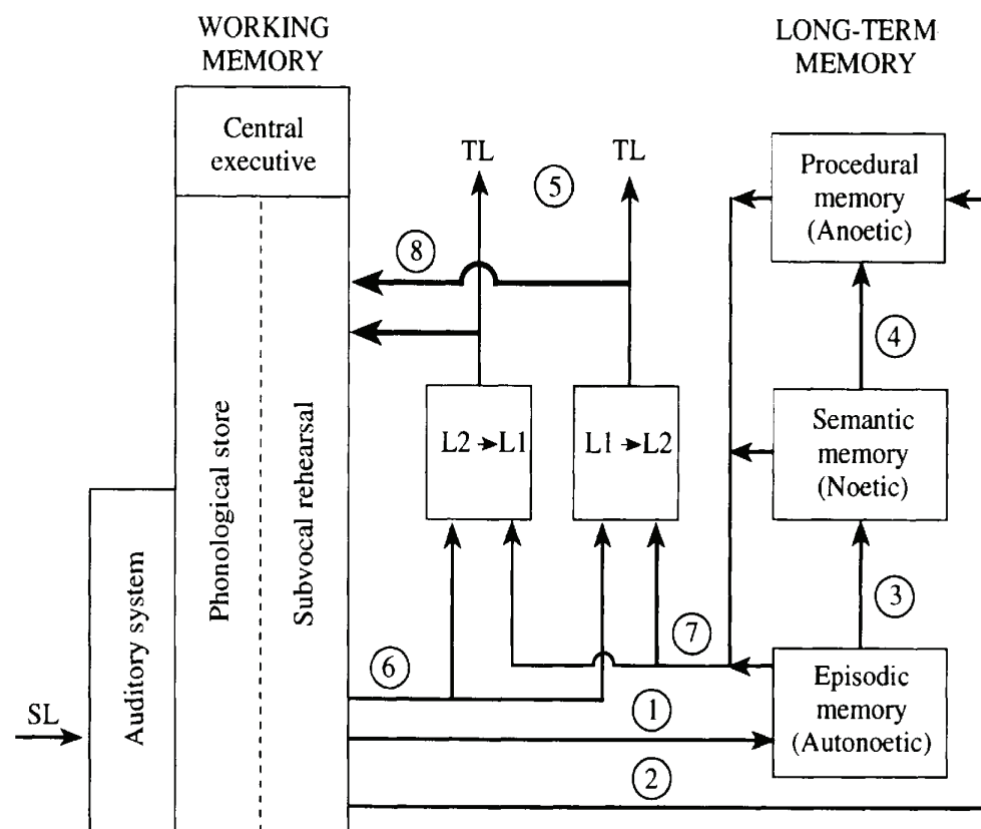 WORKING
MEMORY
LONG-TERM
MEMORY
Central
executive
TL
TL
5
Procedural
memory
(Anoetic)
8
4
Phonological store
Subvocal rehearsal
L2 → L1
L1 → L2
Semantic
memory
(Noetic)
Auditory system
3
7
6
SL
1
Episodic
memory
(Autonoetic)
2